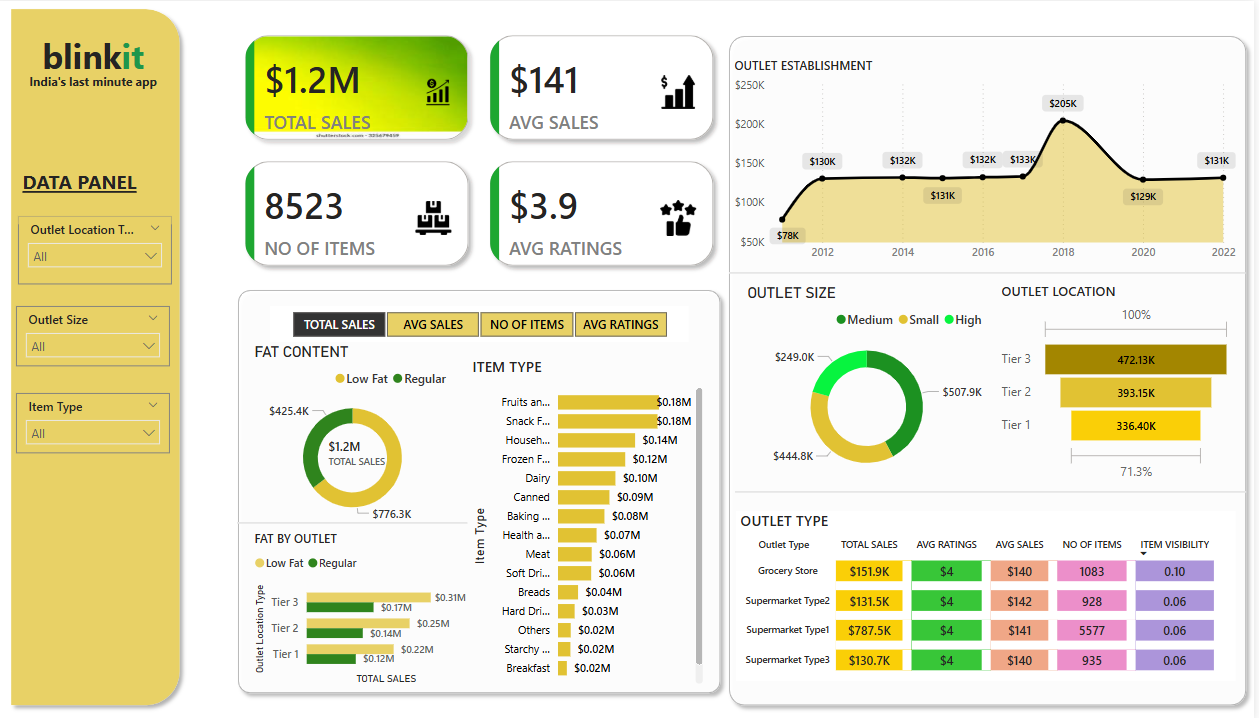 blinkit
India's last minute app
DATA PANEL
Outlet Location T...
All
Outlet Size
All
Item Type
All
$1.2M
TOTAL SALES
shutterstock.com · 325679459
$
$141
AVG SALES
8523
NO OF ITEMS
$3.9
AVG RATINGS
TOTAL SALES AVG SALES NO OF ITEMS AVG RATINGS
FAT CONTENT
Low Fat Regular
$425.4K
$1.2M
TOTAL SALES
$776.3K
FAT BY OUTLET
Low Fat Regular
Outlet Location Type
Tier 3 $0.31M
$0.17M
Tier 2 $0.25M
$0.14M
Tier 1 $0.22M
$0.12M
TOTAL SALES
ITEM TYPE
Item Type
Fruits an... $0.18M
Snack F... $0.18M
Househ... $0.14M
Frozen F... $0.12M
Dairy $0.10M
Canned $0.09M
Baking ... $0.08M
Health a... $0.07M
Meat $0.06M
Soft Dri... $0.06M
Breads $0.04M
Hard Dri... $0.03M
Others $0.02M
Starchy ... $0.02M
Breakfast $0.02M
OUTLET ESTABLISHMENT
$250K
$200K
$150K
$100K
$50K
$78K
$130K
$132K
$131K
$132K
$133K
$205K
$129K
$131K
2012 2014 2016 2018 2020 2022
OUTLET SIZE
Medium Small High
$249.0K
$507.9K
$444.8K
OUTLET LOCATION
100%
Tier 3 472.13K
Tier 2 393.15K
Tier 1 336.40K
71.3%
OUTLET TYPE
Outlet Type TOTAL SALES AVG RATINGS AVG SALES NO OF ITEMS ITEM VISIBILITY
Grocery Store $151.9K $4 $140 1083 0.10
Supermarket Type2 $131.5K $4 $142 928 0.06
Supermarket Type1 $787.5K $4 $141 5577 0.06
Supermarket Type3 $130.7K $4 $140 935 0.06